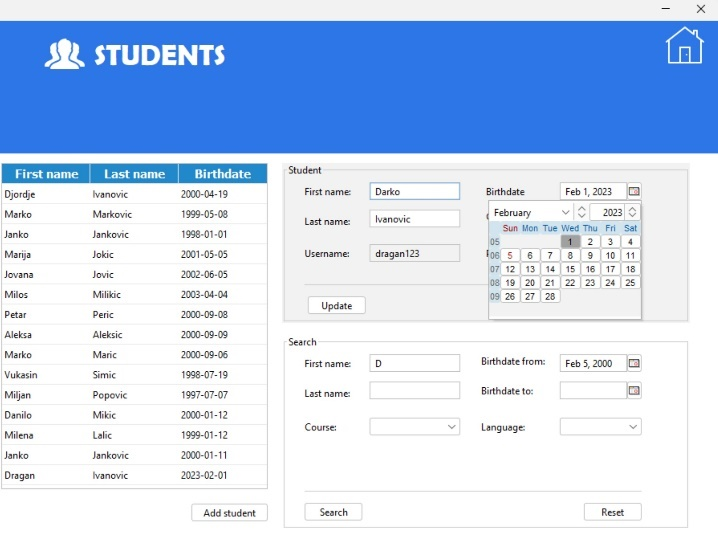 STUDENTS
First name Last name Birthdate
Djordje Ivanovic 2000-04-19
Marko Markovic 1999-05-08
Janko Jankovic 1998-01-01
Marija Jokic 2001-05-05
Jovana Jovic 2002-06-05
Milos Milikic 2003-04-04
Petar Peric 2000-09-08
Aleksa Aleksic 2000-09-09
Marko Maric 2000-09-06
Vukasin Simic 1998-07-19
Miljan Popovic 1997-07-07
Danilo Mikic 2000-01-12
Milena Lalic 1999-01-12
Janko Jankovic 2000-01-11
Dragan Ivanovic 2023-02-01
Add student
Student
First name: Darko Birthdate Feb 1, 2023
Last name: Ivanovic
Username: dragan123
Update
February 2023
Sun Mon Tue Wed Thu Fri Sat
05 1 2 3 4
06 5 6 7 8 9 10 11
07 12 13 14 15 16 17 18
08 19 20 21 22 23 24 25
09 26 27 28
Search
First name: D Birthdate from: Feb 5, 2000
Last name: Birthdate to:
Course: Language:
Search Reset